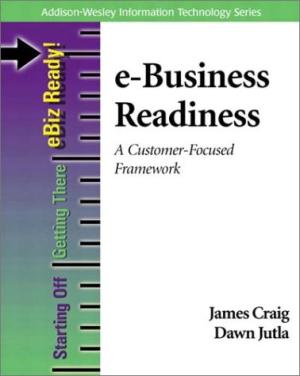 Addison-Wesley Information Technology Series
e-Business
Readiness
A Customer-Focused
Framework
Starting Off
Getting There
eBiz Ready!
James Craig
Dawn Jutla